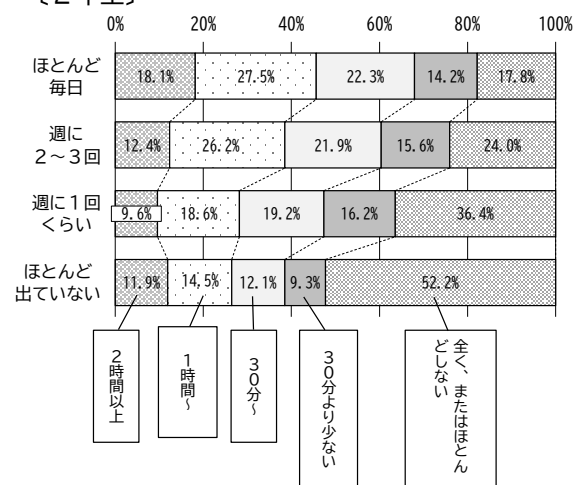 0% 20% 40% 60% 80% 100%
ほとんど
毎日
18.1% 27.5% 22.3% 14.2% 17.8%
週に
2～3回
12.4% 26.2% 21.9% 15.6% 24.0%
週に1回
くらい
9.6% 18.6% 19.2% 16.2% 36.4%
ほとんど
出ていない
11.9% 14.5% 12.1% 9.3% 52.2%
2時間以上
1時間～
30分～
30分より少ない
全く、またはほとん
どしない